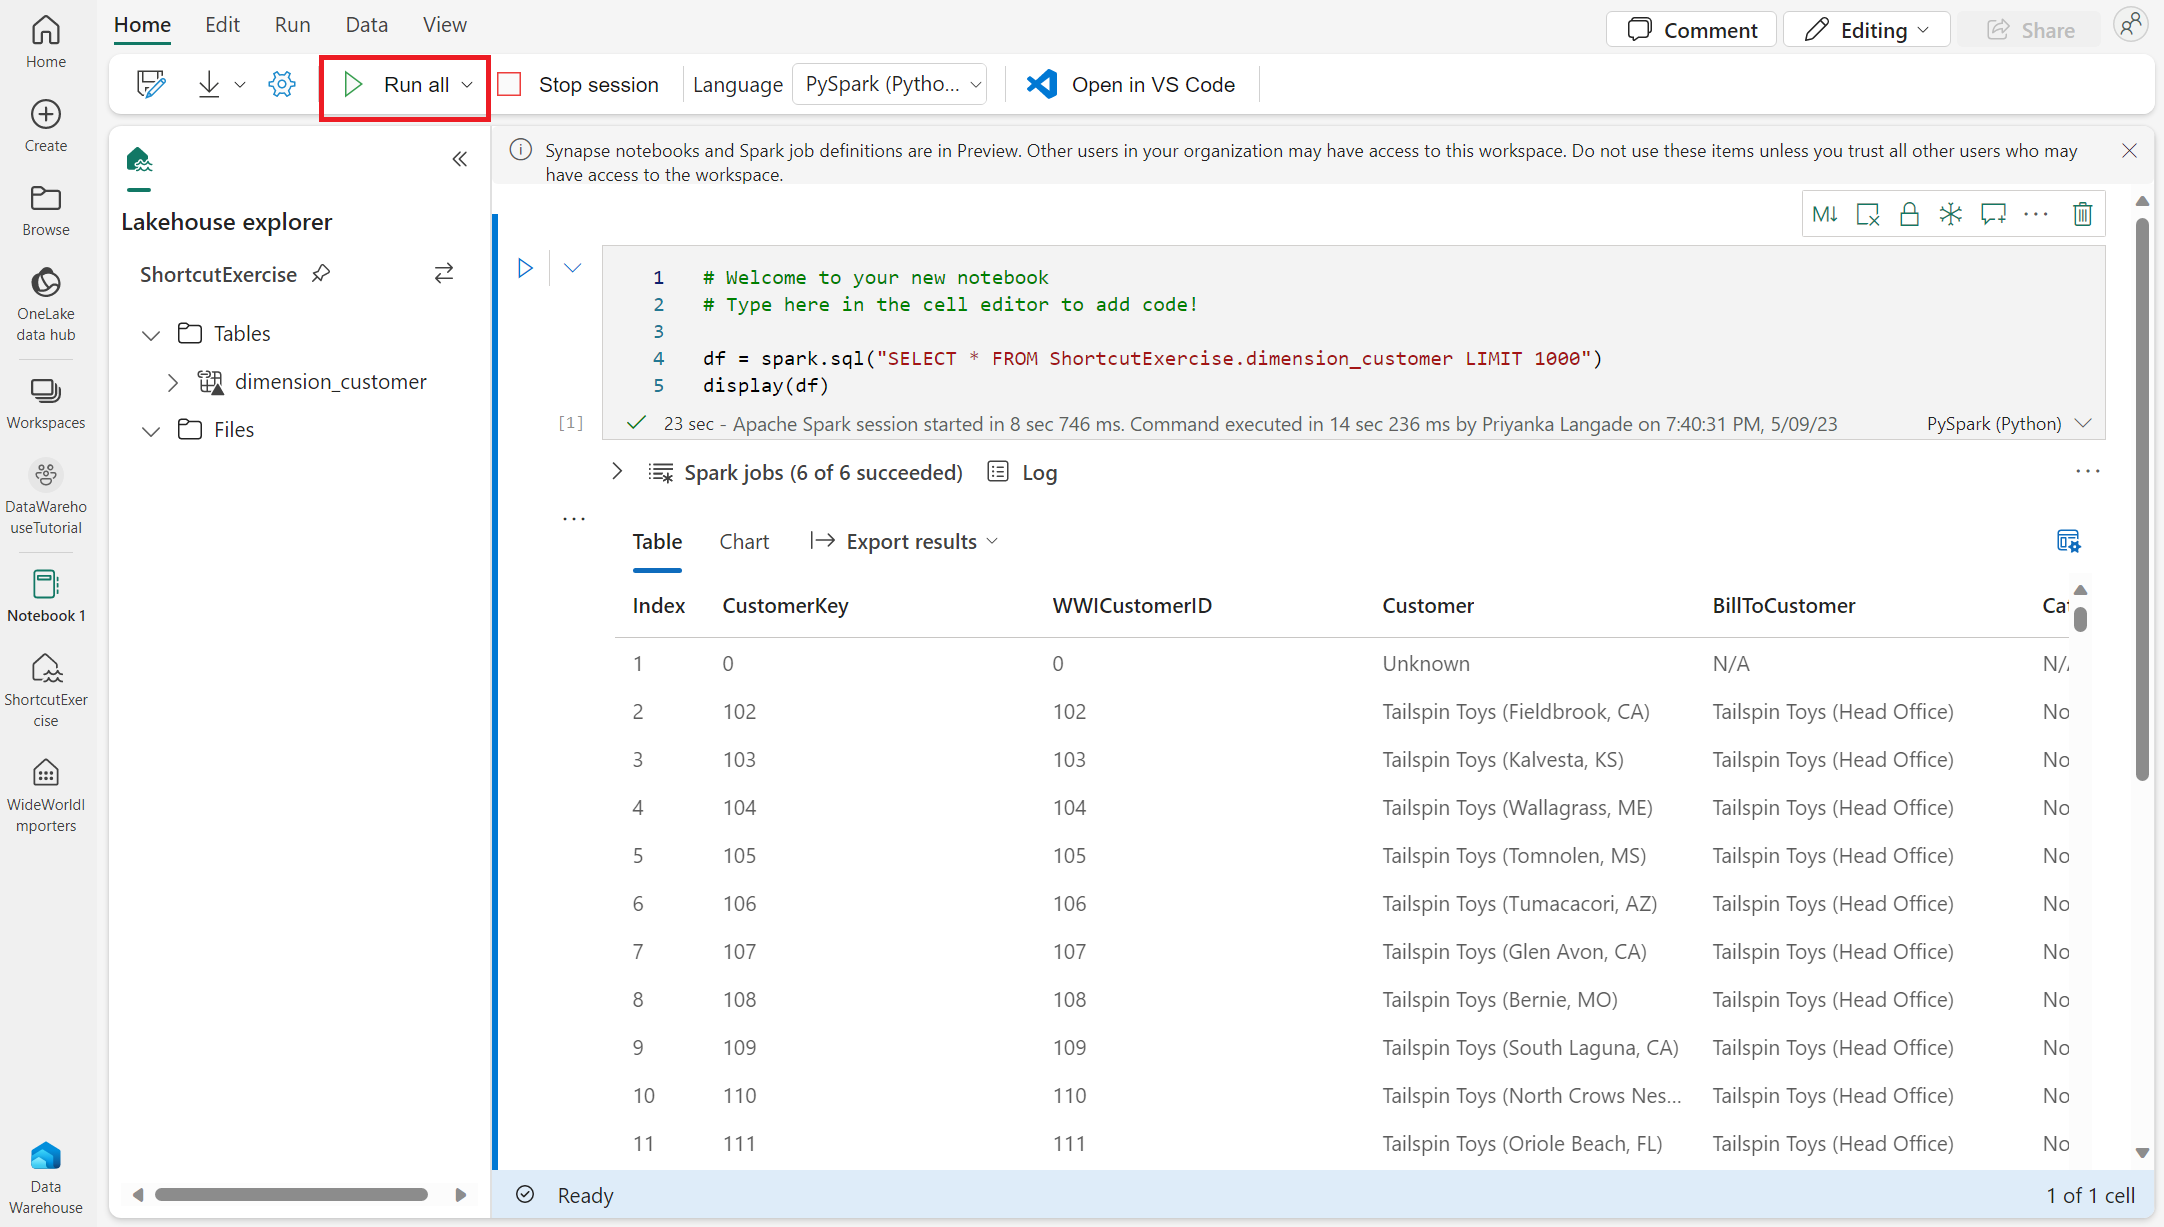 Home
Edit
Run
Data
View
Comment
Editing
Share
Run all
Stop session
Language
PySpark (Pytho...
Open in VS Code
Home
Create
Browse
OneLake
data hub
Workspaces
DataWareho
useTutorial
Notebook 1
ShortcutExer
cise
WideWorldI
mporters
Data
Warehouse
Lakehouse explorer
ShortcutExercise
Tables
dimension_customer
Files
Synapse notebooks and Spark job definitions are in Preview. Other users in your organization may have access to this workspace. Do not use these items unless you trust all other users who may
have access to the workspace.
M↓
1 # Welcome to your new notebook
2 # Type here in the cell editor to add code!
3
4 df = spark.sql("SELECT * FROM ShortcutExercise.dimension_customer LIMIT 1000")
5 display(df)
[1] 23 sec - Apache Spark session started in 8 sec 746 ms. Command executed in 14 sec 236 ms by Priyanka Langade on 7:40:31 PM, 5/09/23 PySpark (Python)
Spark jobs (6 of 6 succeeded) Log
Table Chart Export results
Index CustomerKey WWICustomerID Customer BillToCustomer Cat
1 0 0 Unknown N/A N/
2 102 102 Tailspin Toys (Fieldbrook, CA) Tailspin Toys (Head Office) No
3 103 103 Tailspin Toys (Kalvesta, KS) Tailspin Toys (Head Office) No
4 104 104 Tailspin Toys (Wallagrass, ME) Tailspin Toys (Head Office) No
5 105 105 Tailspin Toys (Tomnolen, MS) Tailspin Toys (Head Office) No
6 106 106 Tailspin Toys (Tumacacori, AZ) Tailspin Toys (Head Office) No
7 107 107 Tailspin Toys (Glen Avon, CA) Tailspin Toys (Head Office) No
8 108 108 Tailspin Toys (Bernie, MO) Tailspin Toys (Head Office) No
9 109 109 Tailspin Toys (South Laguna, CA) Tailspin Toys (Head Office) No
10 110 110 Tailspin Toys (North Crows Nes... Tailspin Toys (Head Office) No
11 111 111 Tailspin Toys (Oriole Beach, FL) Tailspin Toys (Head Office) No
Ready
1 of 1 cell